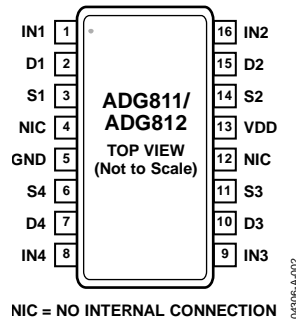 IN1 1
D1 2
S1 3
NIC 4
GND 5
S4 6
D4 7
IN4 8
ADG811/
ADG812
TOP VIEW
(Not to Scale)
16 IN2
15 D2
14 S2
13 VDD
12 NIC
11 S3
10 D3
9 IN3
NIC = NO INTERNAL CONNECTION
04306-A-002